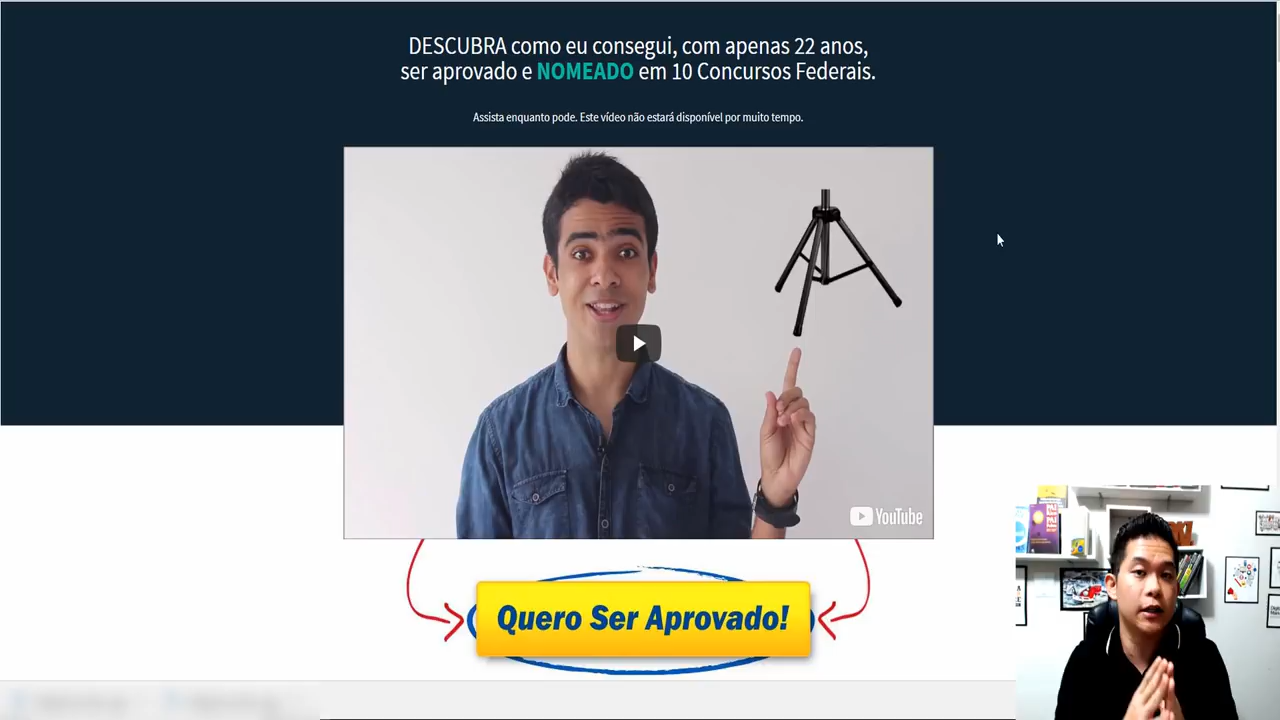 DESCUBRA como eu consegui, com apenas 22 anos,
ser aprovado e NOMEADO em 10 Concursos Federais.
Assista enquanto pode. Este vídeo não estará disponível por muito tempo.
YouTube
Quero Ser Aprovado!